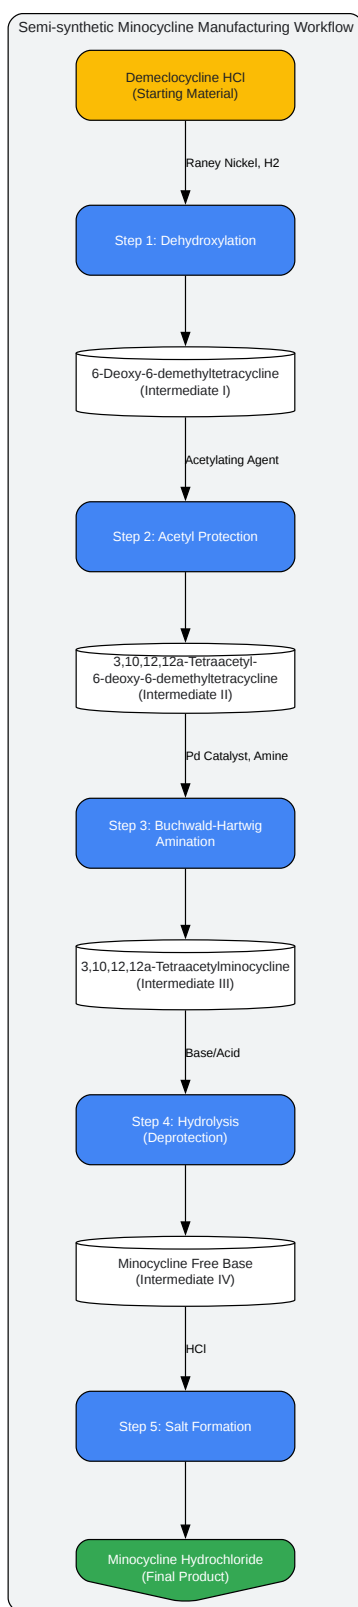 Semi-synthetic Minocycline Manufacturing Workflow
Demeclocycline HCl
(Starting Material)
Raney Nickel, H2
Step 1: Dehydroxylation
6-Deoxy-6-demethyltetracycline
(Intermediate I)
Acetylating Agent
Step 2: Acetyl Protection
3,10,12,12a-Tetraacetyl-
6-deoxy-6-demethyltetracycline
(Intermediate II)
Pd Catalyst, Amine
Step 3: Buchwald-Hartwig
Amination
3,10,12,12a-Tetraacetylminocycline
(Intermediate III)
Base/Acid
Step 4: Hydrolysis
(Deprotection)
Minocycline Free Base
(Intermediate IV)
HCl
Step 5: Salt Formation
Minocycline Hydrochloride
(Final Product)